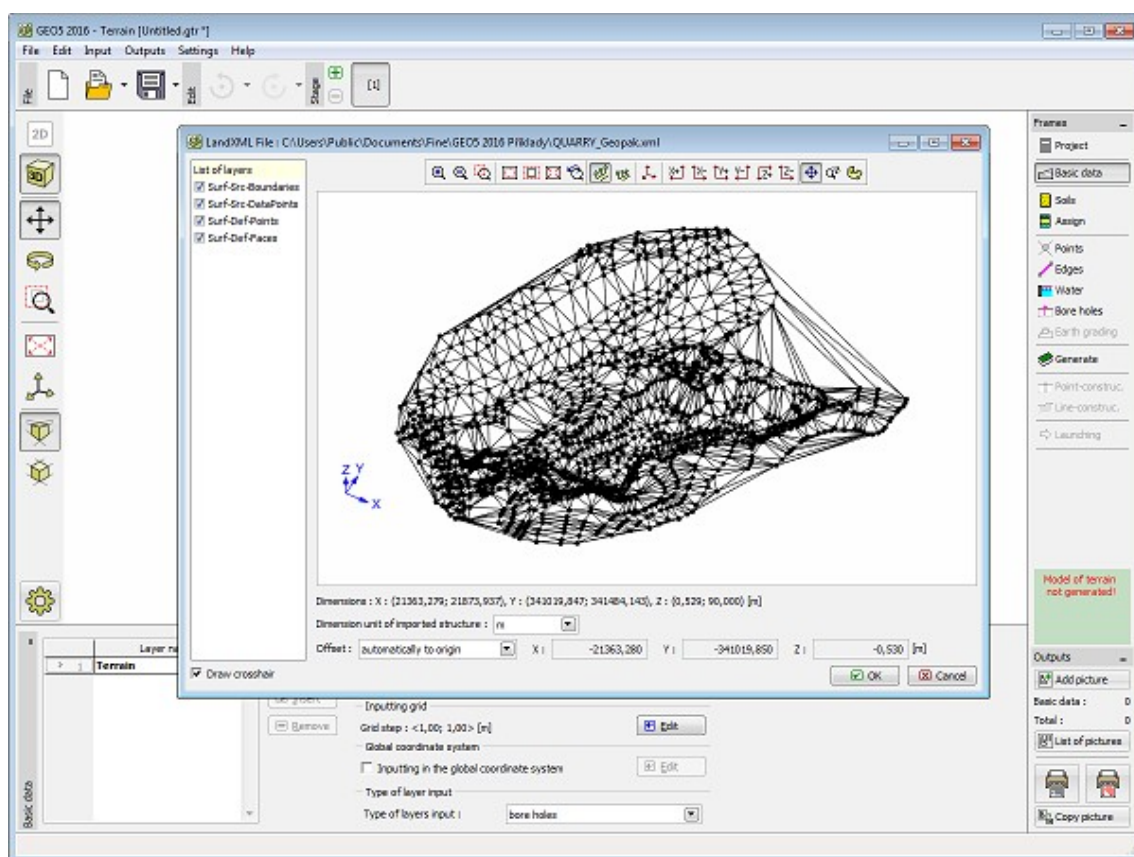 GEO5 2016 - Terrain [Untitled.gtr *]
File Edit Input Outputs Settings Help
File
Edit
Stage
[1]
2D
3D
LandXML File : C:\Users\Public\Documents\Fine\GEO5 2016 Příklady\QUARRY_Geopak.xml
List of layers
Surf-Src-Boundaries
Surf-Src-DataPoints
Surf-Def-Points
Surf-Def-Faces
Z Y
X
Dimensions : X : (21363,279; 21873,937), Y : (341019,847; 341484,143), Z : (0,529; 90,000) [m]
Dimension unit of imported structure : m
Offset : automatically to origin X : -21363,280 Y : -341019,850 Z : -0,530 [m]
Draw crosshair
OK Cancel
Frames
Project
Basic data
Soils
Assign
Points
Edges
Water
Bore holes
Earth grading
Generate
Point-construc.
Line-construc.
Launching
Model of terrain
not generated!
Outputs
Add picture
Basic data : 0
Total : 0
List of pictures
Copy picture
Basic data
Layer
> 1 Terrain
Remove
Inputting grid
Grid step : <1,00; 1,00> [m] Edit
Global coordinate system
Inputting in the global coordinate system Edit
Type of layer input
Type of layers input : bore holes